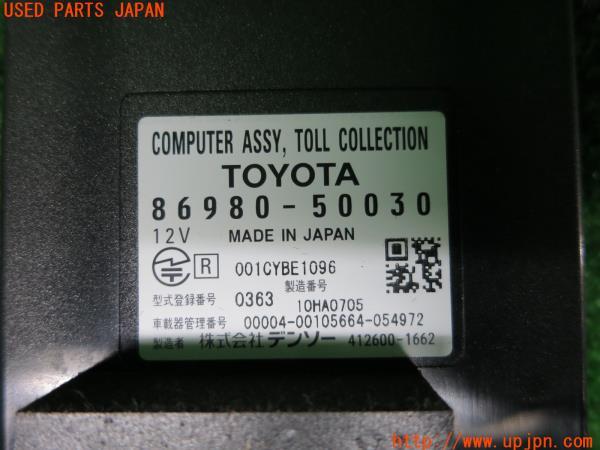 USED PARTS JAPAN
COMPUTER ASSY, TOLL COLLECTION
TOYOTA
86980-50030
12V MADE IN JAPAN
R 001CYBE1096
型式登録番号 0363 製造番号 10HA0705
車載器管理番号 00004-00105664-054972
製造者 株式会社デンソー 412600-1662
http://www.upjpn.com